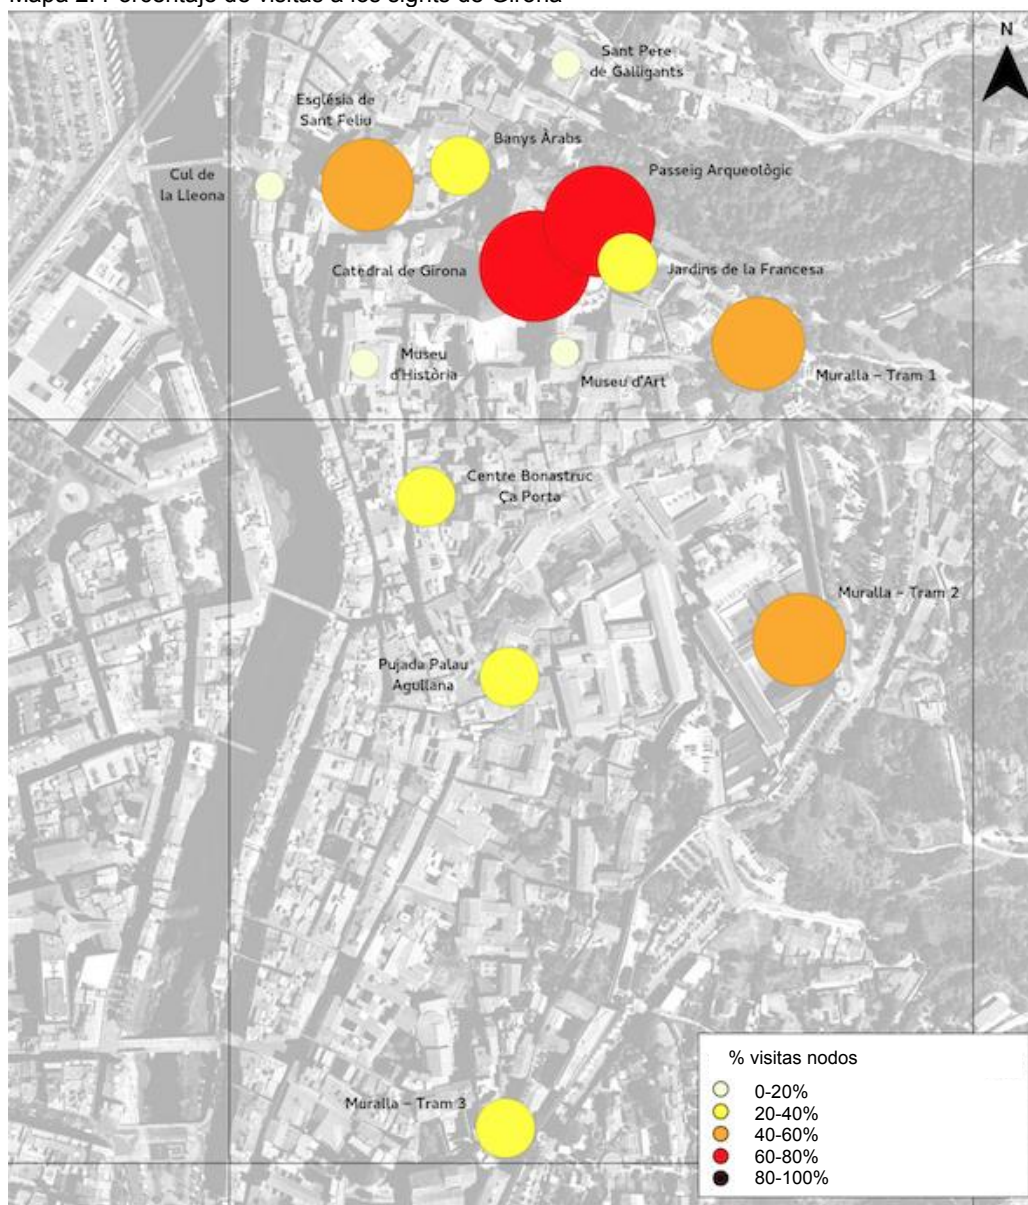 Mapa 2. Porcentaje de visitas a los sights de Girona
N
Sant Pere
de Galligants
Església de
Sant Feliu
Banys Àrabs
Passeig Arqueològic
Cul de
la Lleona
Catedral de Girona
Jardins de la Francesa
Museu
d'Història
Museu d'Art
Muralla – Tram 1
Centre Bonastruc
Ça Porta
Muralla – Tram 2
Pujada Palau
Agullana
Muralla – Tram 3
% visitas nodos
0-20%
20-40%
40-60%
60-80%
80-100%